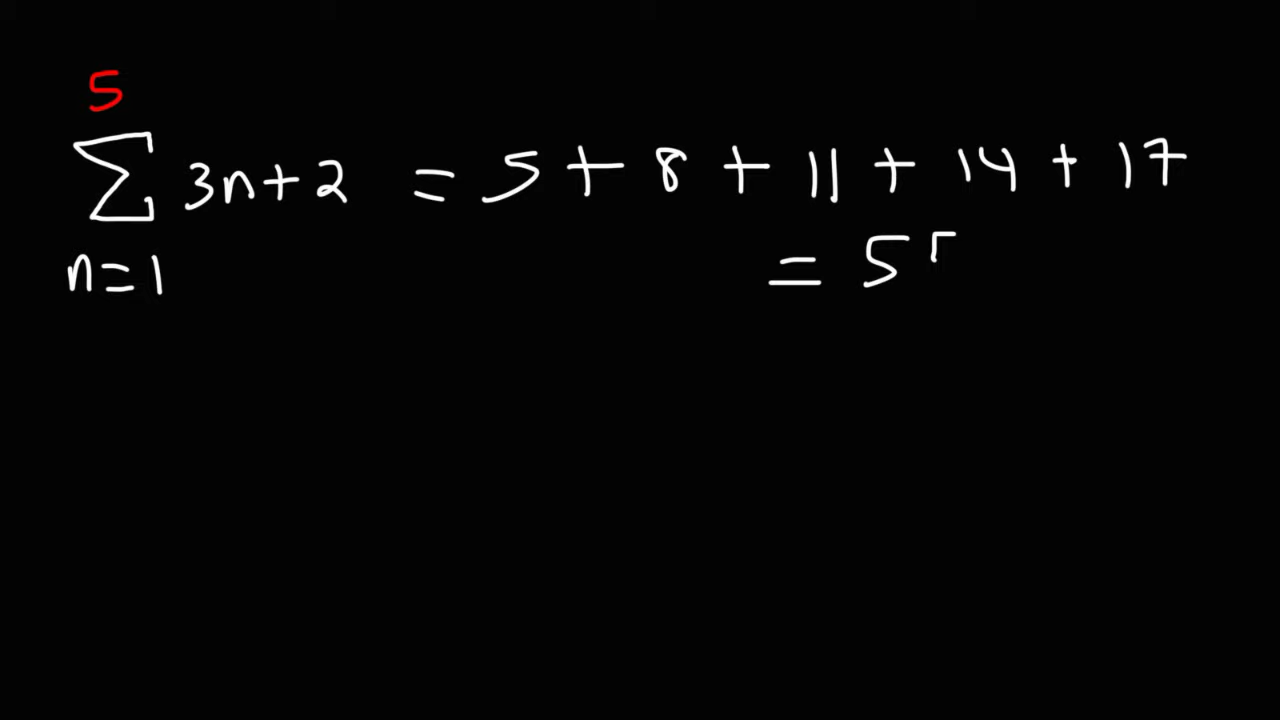 5
∑ 3n+2 = 5 + 8 + 11 + 14 + 17
n=1
= 5